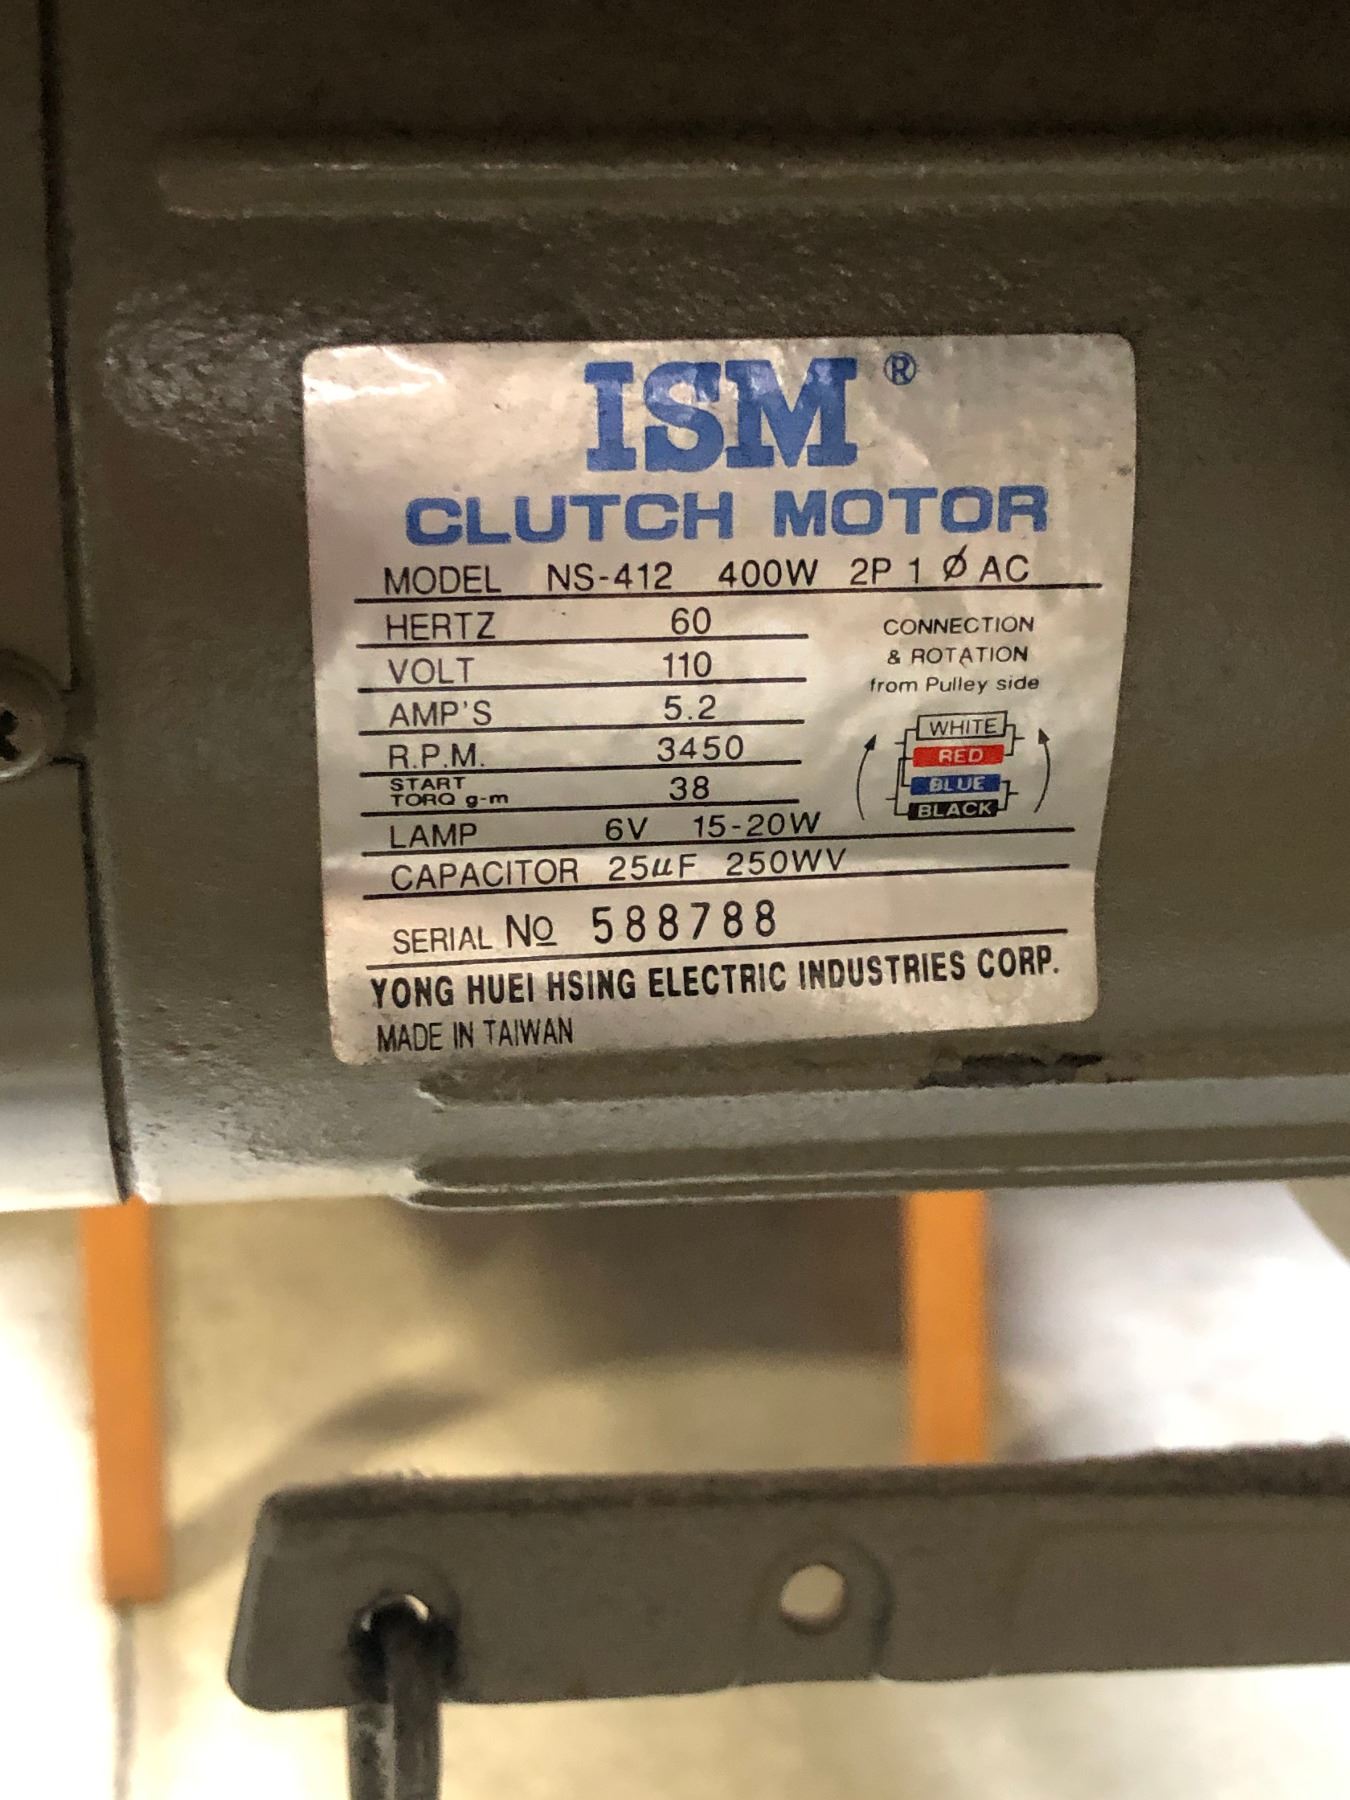 ISM ®
CLUTCH MOTOR
MODEL NS-412 400W 2P 1 Ø AC
HERTZ 60
VOLT 110
AMP'S 5.2
R.P.M. 3450
START TORQ g-m 38
LAMP 6V 15-20W
CAPACITOR 25μF 250WV
CONNECTION
& ROTATION
from Pulley side
WHITE
RED
BLUE
BLACK
SERIAL No 588788
YONG HUEI HSING ELECTRIC INDUSTRIES CORP.
MADE IN TAIWAN